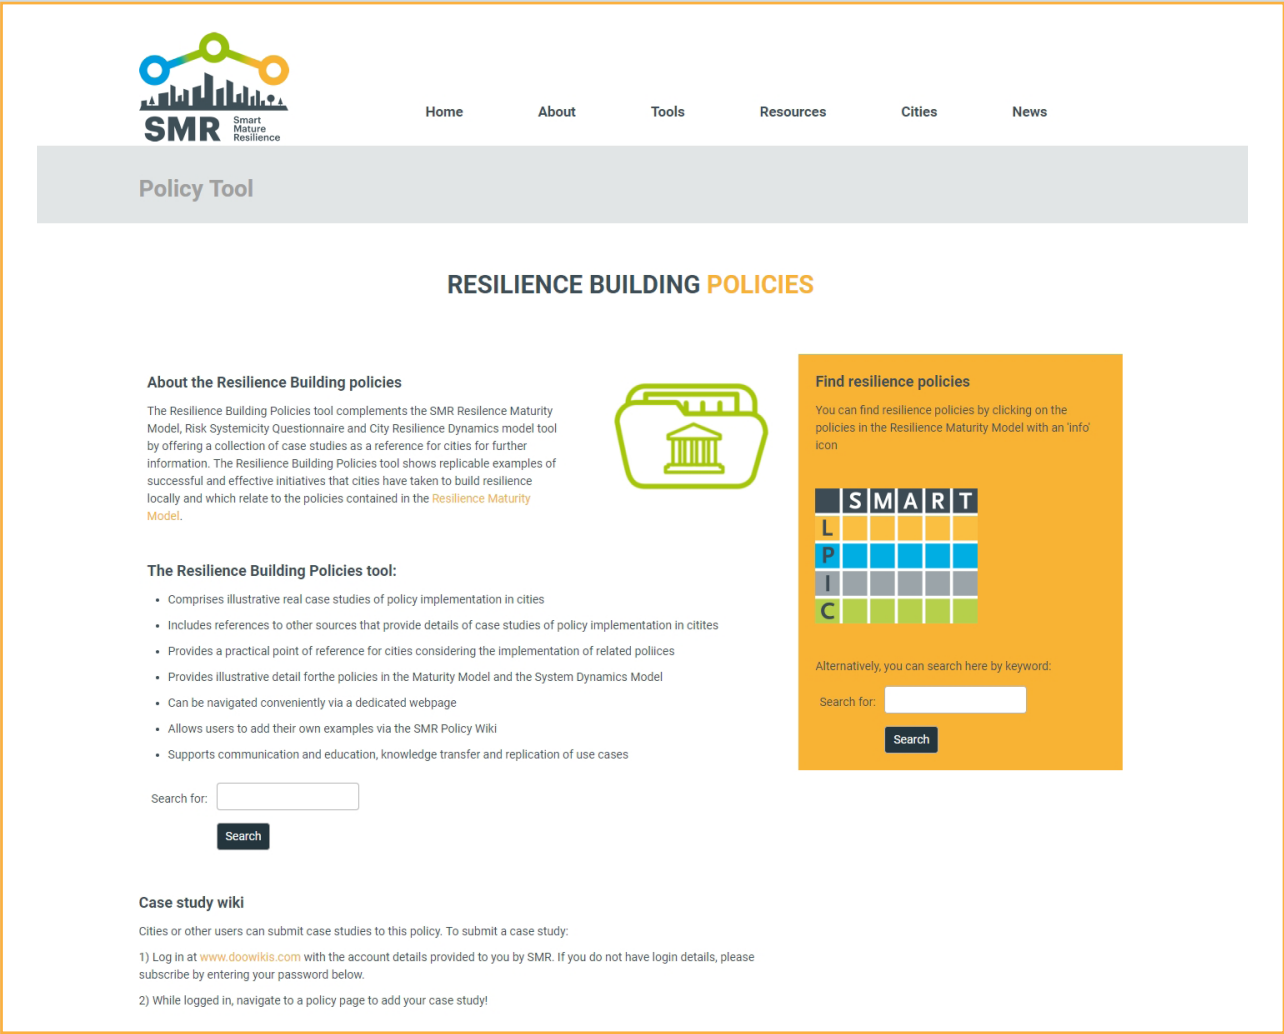 SMR
Smart
Mature
Resilience
Home
About
Tools
Resources
Cities
News
Policy Tool
RESILIENCE BUILDING POLICIES
About the Resilience Building policies
The Resilience Building Policies tool complements the SMR Resilence Maturity
Model, Risk Systemicity Questionnaire and City Resilience Dynamics model tool
by offering a collection of case studies as a reference for cities for further
information. The Resilience Building Policies tool shows replicable examples of
successful and effective initiatives that cities have taken to build resilience
locally and which relate to the policies contained in the Resilience Maturity
Model.
The Resilience Building Policies tool:
• Comprises illustrative real case studies of policy implementation in cities
• Includes references to other sources that provide details of case studies of policy implementation in citites
• Provides a practical point of reference for cities considering the implementation of related poliices
• Provides illustrative detail forthe policies in the Maturity Model and the System Dynamics Model
• Can be navigated conveniently via a dedicated webpage
• Allows users to add their own examples via the SMR Policy Wiki
• Supports communication and education, knowledge transfer and replication of use cases
Search for:
Search
Find resilience policies
You can find resilience policies by clicking on the
policies in the Resilience Maturity Model with an 'info'
icon
S M A R T
L
P
I
C
Alternatively, you can search here by keyword:
Search for:
Search
Case study wiki
Cities or other users can submit case studies to this policy. To submit a case study:
1) Log in at www.doowikis.com with the account details provided to you by SMR. If you do not have login details, please
subscribe by entering your password below.
2) While logged in, navigate to a policy page to add your case study!